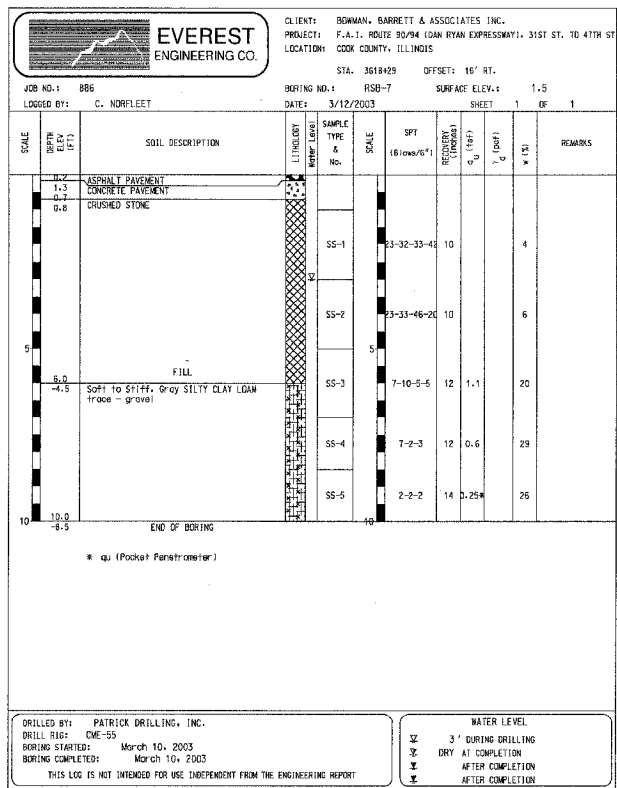 EVEREST
ENGINEERING CO.
CLIENT: BOWMAN, BARRETT & ASSOCIATES INC.
PROJECT: F.A.I. ROUTE 90/94 (DAN RYAN EXPRESSWAY), 31ST ST. TO 47TH ST
LOCATION: COOK COUNTY, ILLINOIS
STA. 3618+29 OFFSET: 16' RT.
JOB NO.: 886 BORING NO.: RSB-7 SURFACE ELEV.: 1.5
LOGGED BY: C. NORFLEET DATE: 3/12/2003 SHEET 1 OF 1
SCALE DEPTH ELEV (FT) SOIL DESCRIPTION LITHOLOGY Water Level SAMPLE TYPE & No. SCALE SPT (Blows/6") RECOVERY (inches) qu (tsf) γd (pcf) w (%) REMARKS
0.2 ASPHALT PAVEMENT
1.3 CONCRETE PAVEMENT
0.7
0.8 CRUSHED STONE
SS-1 23-32-33-42 10 4
SS-2 23-33-46-20 10 6
5 5
FILL
6.0
-4.5 Soft to Stiff, Gray SILTY CLAY LOAM
trace - gravel
SS-3 7-10-5-5 12 1.1 20
SS-4 7-2-3 12 0.6 29
SS-5 2-2-2 14 0.25* 26
10 10.0 10
-8.5 END OF BORING
* qu (Pocket Penetrometer)
DRILLED BY: PATRICK DRILLING, INC.
DRILL RIG: CME-55
BORING STARTED: March 10, 2003
BORING COMPLETED: March 10, 2003
THIS LOG IS NOT INTENDED FOR USE INDEPENDENT FROM THE ENGINEERING REPORT
WATER LEVEL
3' DURING DRILLING
DRY AT COMPLETION
AFTER COMPLETION
AFTER COMPLETION